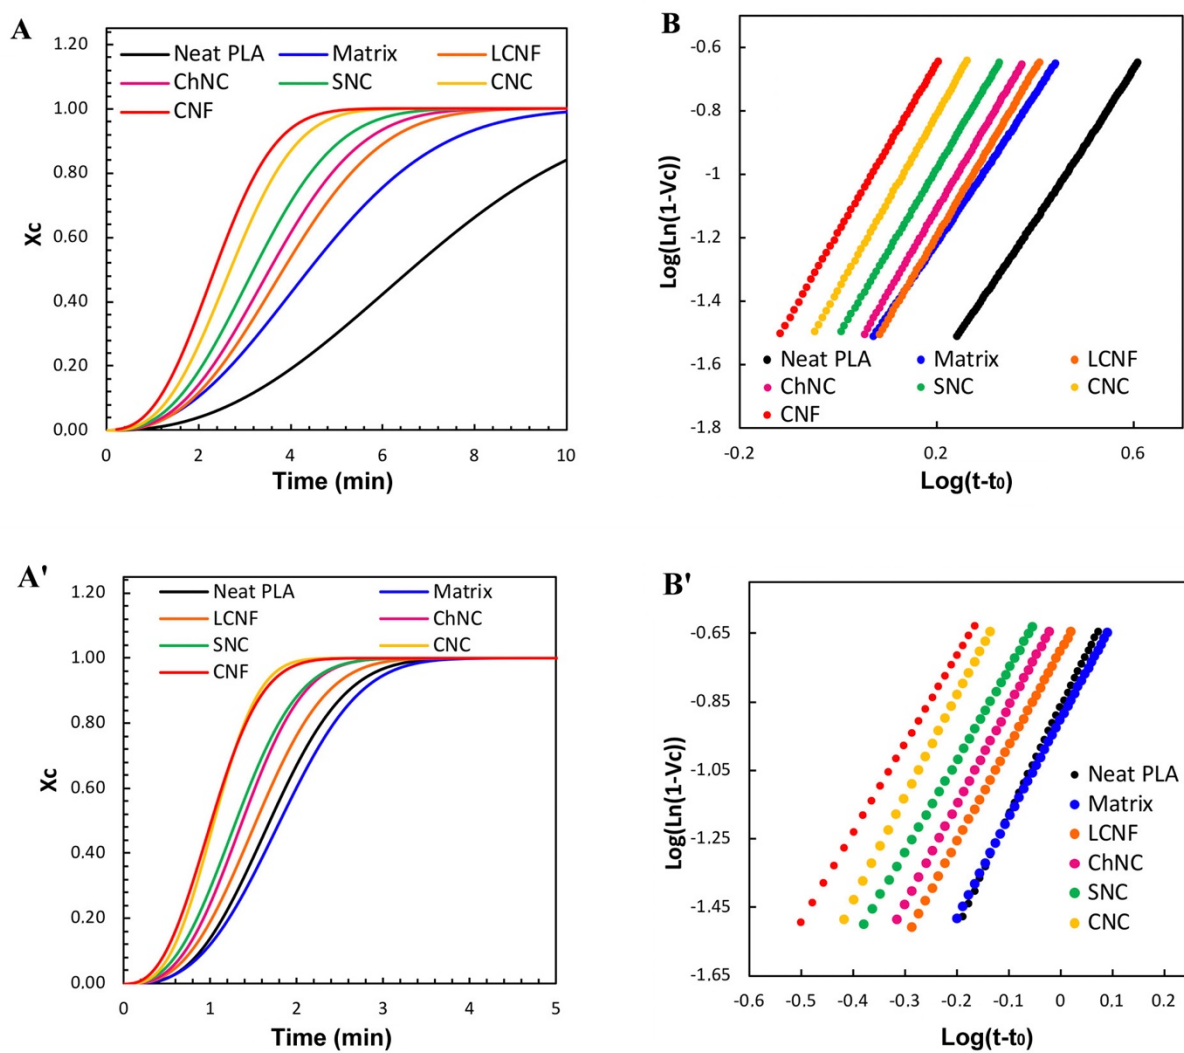 A
1.20
Neat PLA Matrix LCNF
ChNC SNC CNC
CNF
1.00
0.80
0.60
0.40
0.20
0.00
Xc
0 2 4 6 8 10
Time (min)
B
-0.6
-0.8
-1
-1.2
-1.4
-1.6
-1.8
Log(Ln(1-Vc))
Neat PLA Matrix LCNF
ChNC SNC CNC
CNF
-0.2 0.2 0.6
Log(t-t₀)
A'
1.20
Neat PLA Matrix
LCNF ChNC
SNC CNC
CNF
1.00
0.80
0.60
0.40
0.20
0.00
Xc
0 1 2 3 4 5
Time (min)
B'
-0.65
-0.85
-1.05
-1.25
-1.45
-1.65
Log(Ln(1-Vc))
Neat PLA
Matrix
LCNF
ChNC
SNC
CNC
-0.6 -0.5 -0.4 -0.3 -0.2 -0.1 0 0.1 0.2
Log(t-t₀)